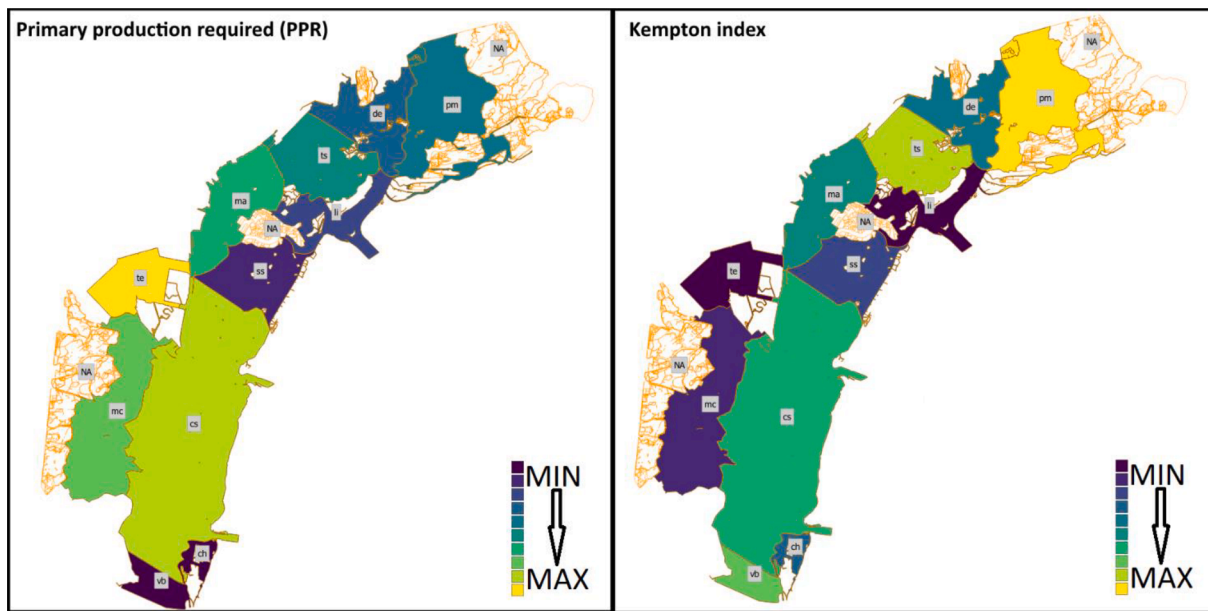 Primary production required (PPR)
NA
de
pm
ts
ma
li
NA
ss
te
NA
mc
cs
MIN
ch
vb
MAX
Kempton index
NA
de
pm
ts
ma
li
NA
ss
te
NA
mc
cs
MIN
ch
vb
MAX